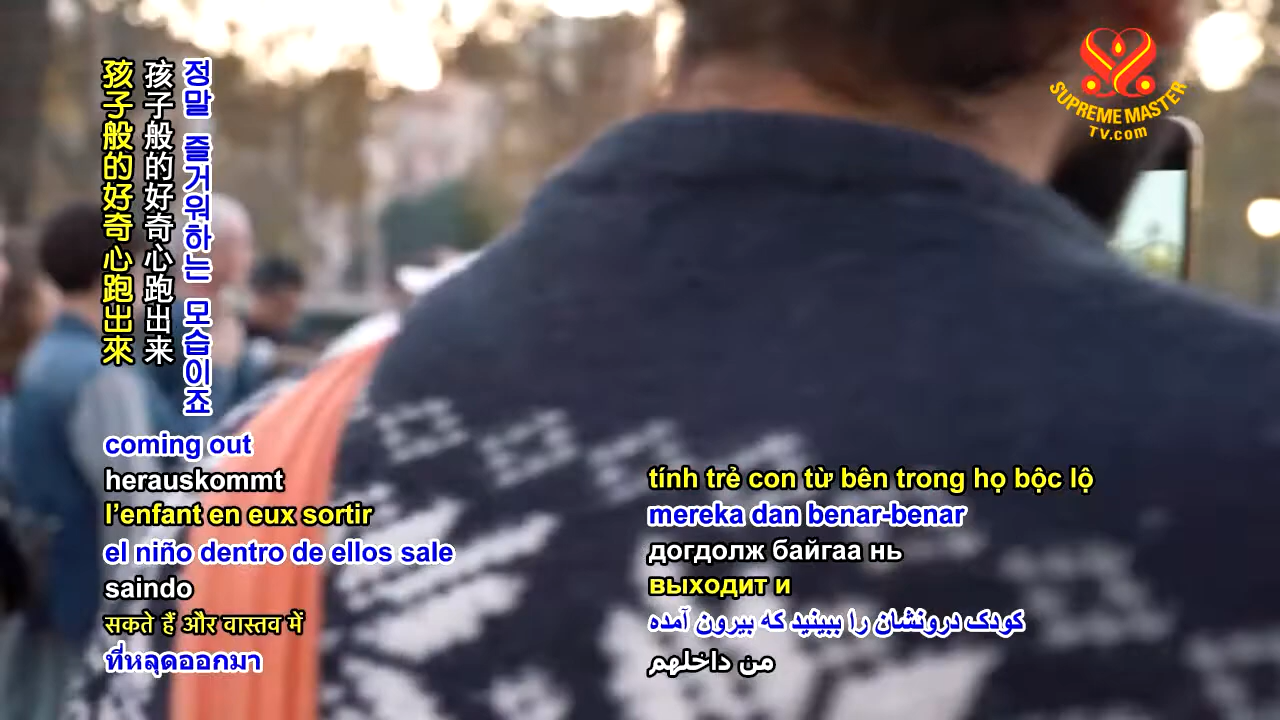 孩子般的好奇心跑出來
孩子般的好奇心跑出来
정말 즐거워하는 모습이죠
SUPREME MASTER
TV.com
coming out
herauskommt
l’enfant en eux sortir
el niño dentro de ellos sale
saindo
सकते हैं और वास्तव में
ที่หลุดออกมา
tính trẻ con từ bên trong họ bộc lộ
mereka dan benar-benar
догдолж байгаа нь
выходит и
کودک درونشان را ببینید که بیرون آمده
من داخلهم